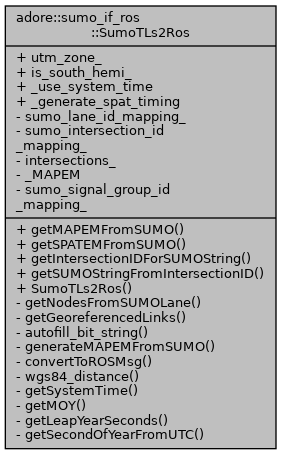 adore::sumo_if_ros
::SumoTLs2Ros
+ utm_zone_
+ is_south_hemi_
+ _use_system_time
+ _generate_spat_timing
- sumo_lane_id_mapping_
- sumo_intersection_id
_mapping_
- intersections_
- _MAPEM
- sumo_signal_group_id
_mapping_
+ getMAPEMFromSUMO()
+ getSPATEMFromSUMO()
+ getIntersectionIDForSUMOString()
+ getSUMOStringFromIntersectionID()
+ SumoTLs2Ros()
- getNodesFromSUMOLane()
- getGeoreferencedLinks()
- autofill_bit_string()
- generateMAPEMFromSUMO()
- convertToROSMsg()
- wgs84_distance()
- getSystemTime()
- getMOY()
- getLeapYearSeconds()
- getSecondOfYearFromUTC()